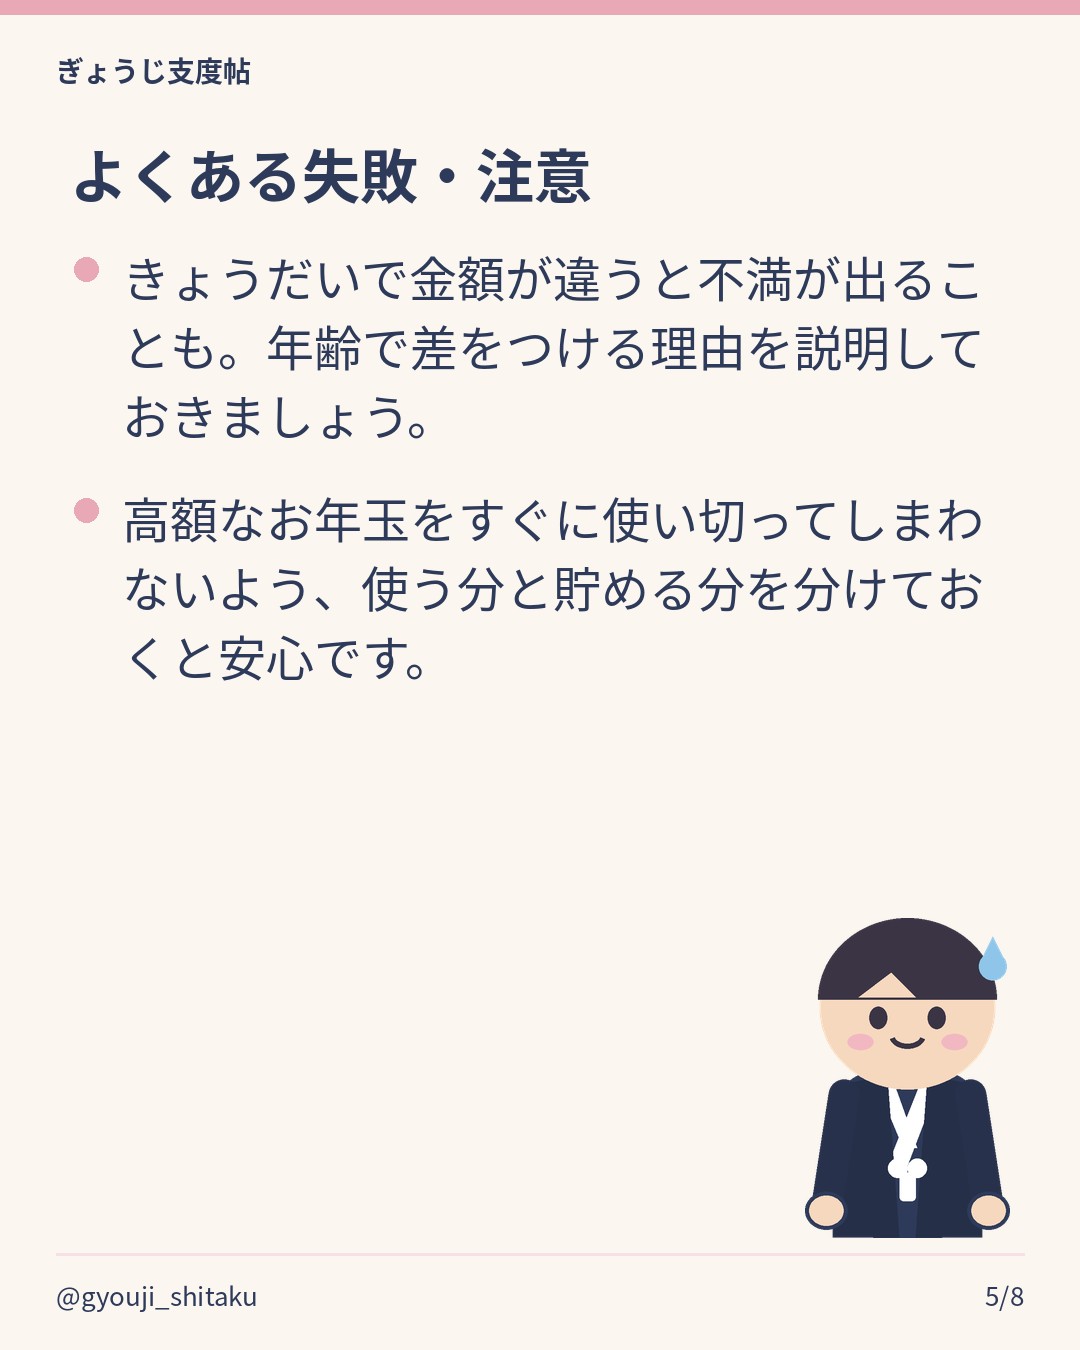 ぎょうじ支度帖
よくある失敗・注意
きょうだいで金額が違うと不満が出るこ
とも。年齢で差をつける理由を説明して
おきましょう。
高額なお年玉をすぐに使い切ってしまわ
ないよう、使う分と貯める分を分けてお
くと安心です。
@gyouji_shitaku
5/8